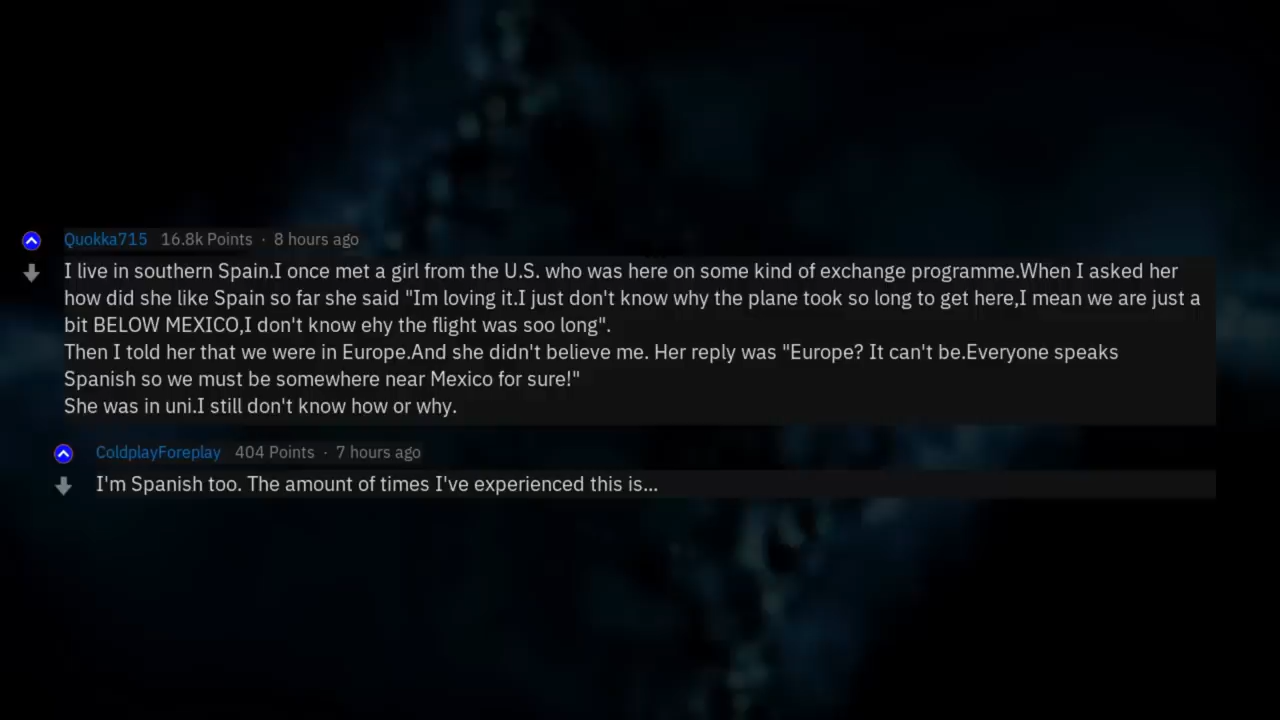 Quokka715 16.8k Points · 8 hours ago
I live in southern Spain.I once met a girl from the U.S. who was here on some kind of exchange programme.When I asked her
how did she like Spain so far she said "Im loving it.I just don't know why the plane took so long to get here,I mean we are just a
bit BELOW MEXICO,I don't know ehy the flight was soo long".
Then I told her that we were in Europe.And she didn't believe me. Her reply was "Europe? It can't be.Everyone speaks
Spanish so we must be somewhere near Mexico for sure!"
She was in uni.I still don't know how or why.
ColdplayForeplay 404 Points · 7 hours ago
I'm Spanish too. The amount of times I've experienced this is...